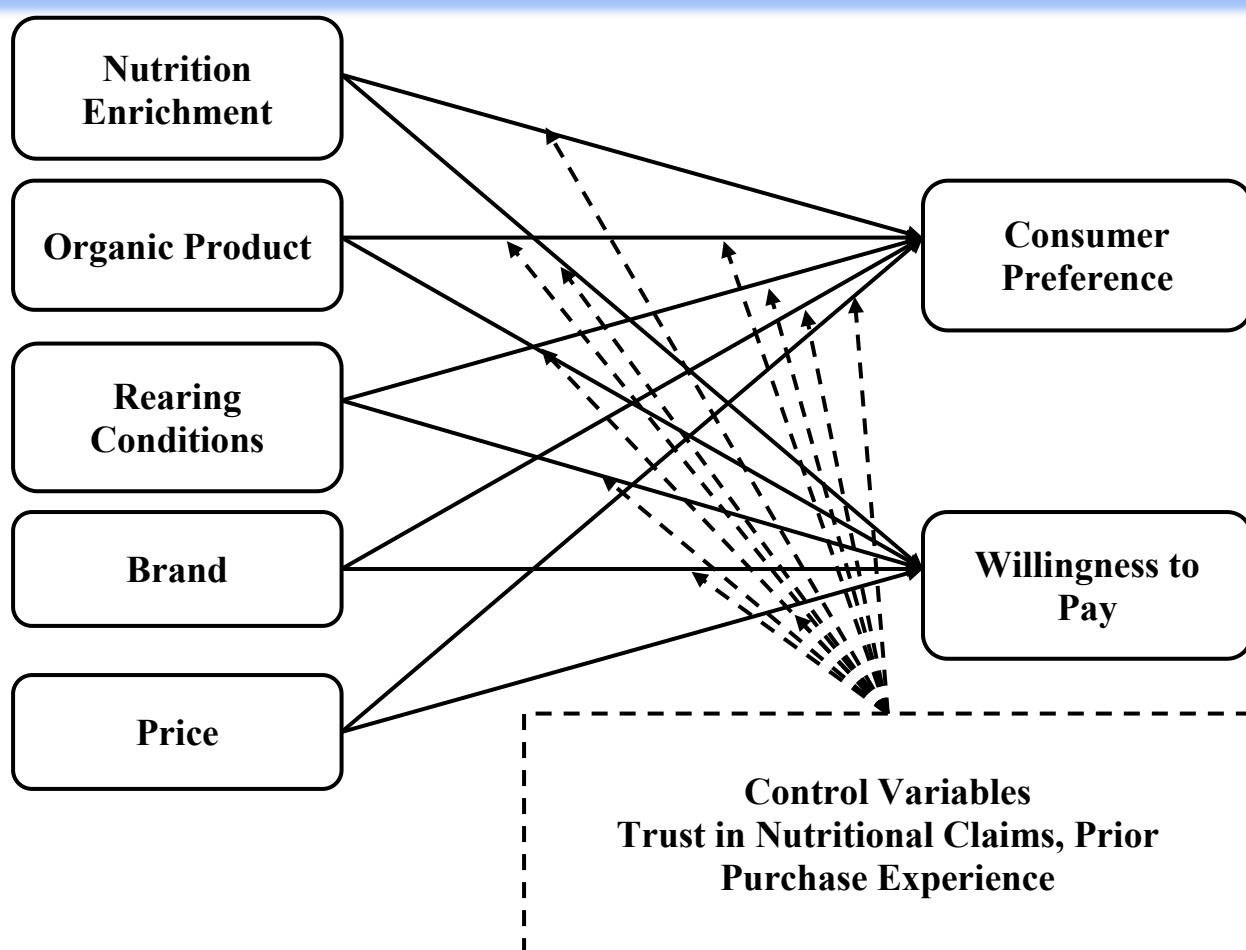 Nutrition
Enrichment
Organic Product
Rearing
Conditions
Brand
Price
Consumer
Preference
Willingness to
Pay
Control Variables
Trust in Nutritional Claims, Prior
Purchase Experience